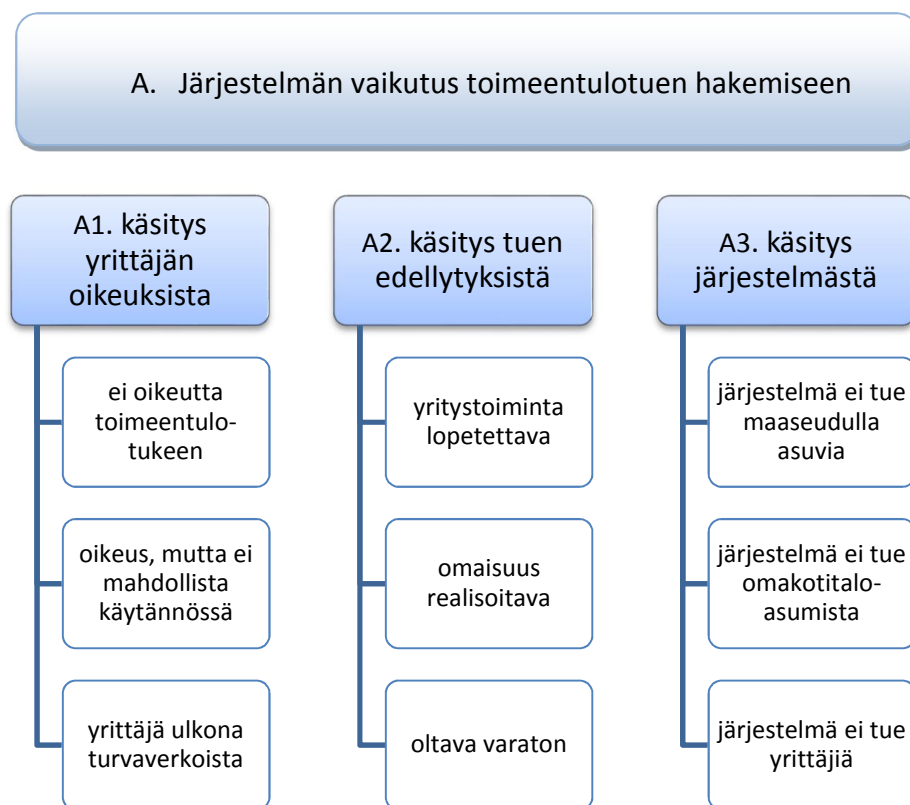 A. Järjestelmän vaikutus toimeentulotuen hakemiseen
A1. käsitys
yrittäjän
oikeuksista
ei oikeutta
toimeentulo-
tukeen
oikeus, mutta ei
mahdollista
käytännössä
yrittäjä ulkona
turvaverkoista
A2. käsitys tuen
edellytyksistä
yritystoiminta
lopetettava
omaisuus
realisoitava
oltava varaton
A3. käsitys
järjestelmästä
järjestelmä ei tue
maaseudulla
asuvia
järjestelmä ei tue
omakotitalo-
asumista
järjestelmä ei tue
yrittäjiä